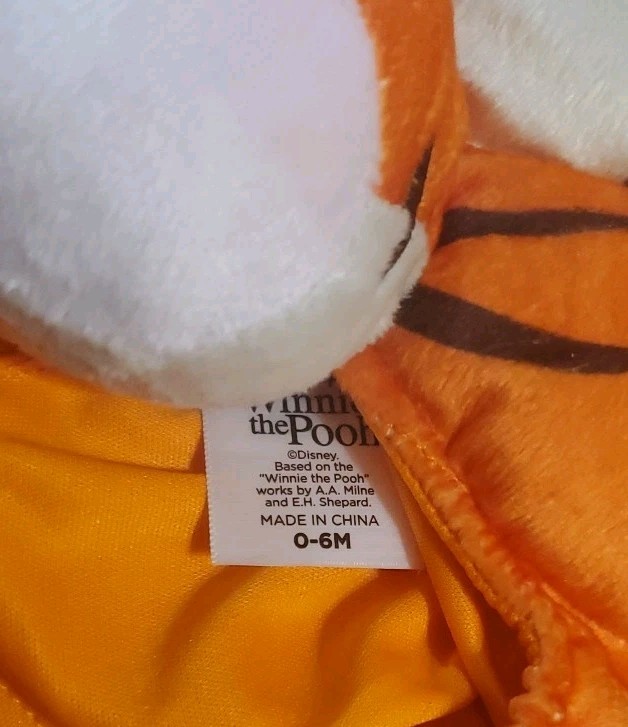 Winnie
the Pooh
©Disney.
Based on the
"Winnie the Pooh"
works by A.A. Milne
and E.H. Shepard.
MADE IN CHINA
0-6M